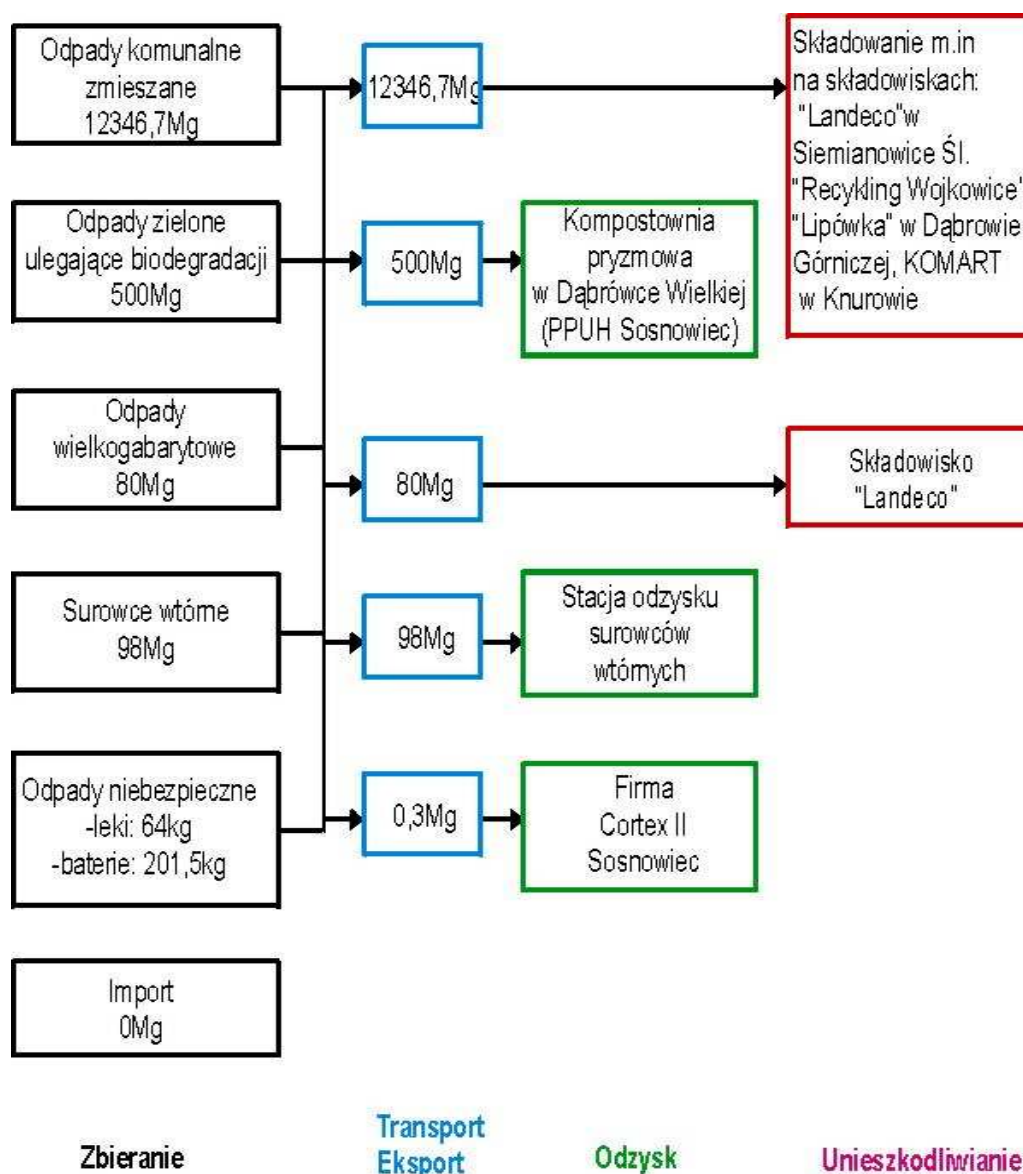 Odpady komunalne
zmieszane
12346,7Mg
12346,7Mg
Składowanie m.in
na składowiskach:
"Landeco"w
Siemianowice Śl.
"Recykling Wojkowice"
"Lipówka" w Dąbrowie
Górniczej, KOMART
w Knurowie
Odpady zielone
ulegające biodegradacji
500Mg
500Mg
Kompostownia
pryzmowa
w Dąbrówce Wielkiej
(PPUH Sosnowiec)
Odpady
wielkogabarytowe
80Mg
80Mg
Składowisko
"Landeco"
Surowce wtórne
98Mg
98Mg
Stacja odzysku
surowców
wtórnych
Odpady niebezpieczne
-leki: 64kg
-baterie: 201,5kg
0,3Mg
Firma
Cortex II
Sosnowiec
Import
0Mg
Zbieranie
Transport
Eksport
Odzysk
Unieszkodliwianie